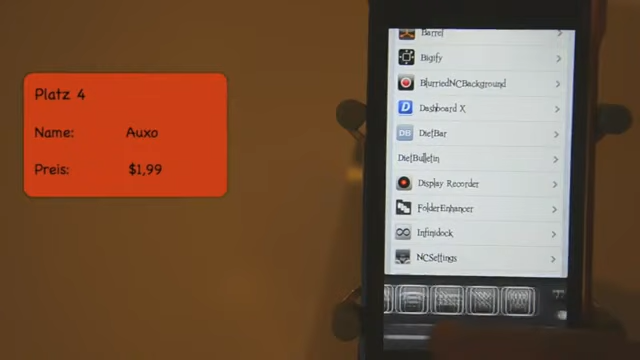 Platz 4
Name: Auxo
Preis: $1,99
Barrel
Bigify
BlurriedNCBackground
Dashboard X
DietBar
DietBulletin
Display Recorder
FolderEnhancer
Infinidock
NCSettings